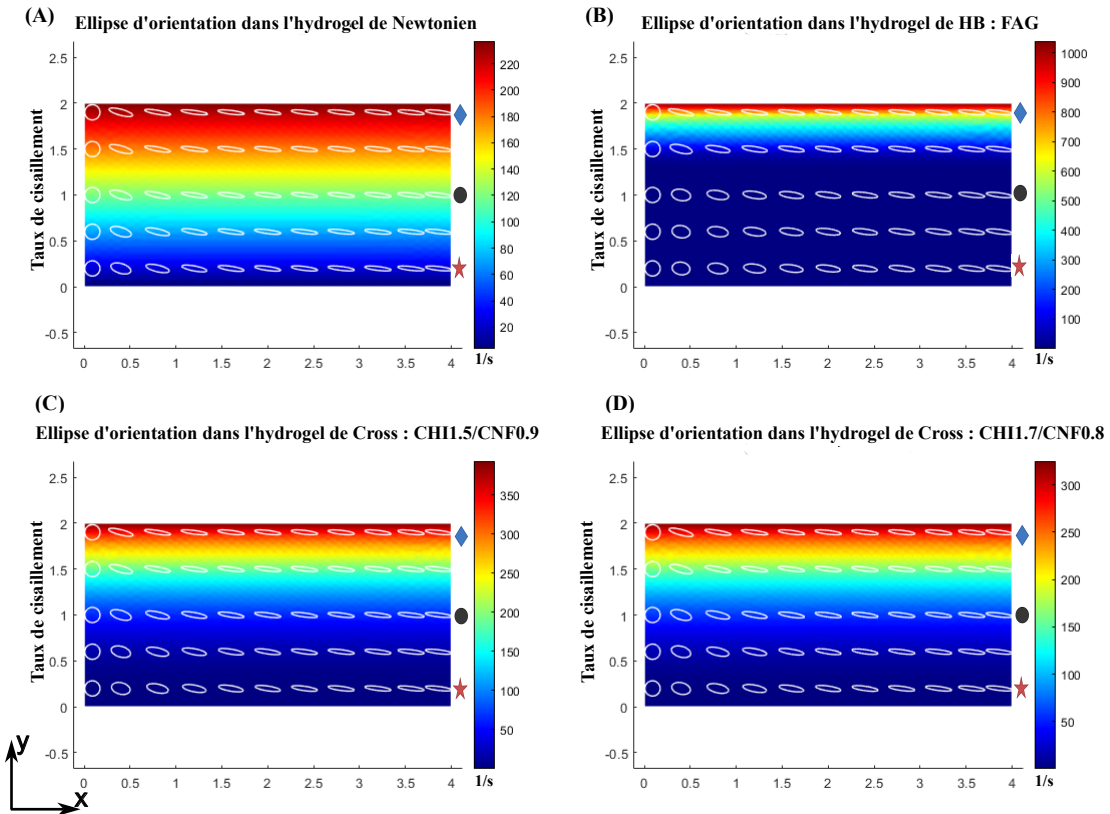 (A)
Ellipse d'orientation dans l'hydrogel de Newtonien
Taux de cisaillement
2.5
2
1.5
1
0.5
0
-0.5
0 0.5 1 1.5 2 2.5 3 3.5 4
220
200
180
160
140
120
100
80
60
40
20
1/s
(B)
Ellipse d'orientation dans l'hydrogel de HB : FAG
Taux de cisaillement
2.5
2
1.5
1
0.5
0
-0.5
0 0.5 1 1.5 2 2.5 3 3.5 4
1000
900
800
700
600
500
400
300
200
100
1/s
(C)
Ellipse d'orientation dans l'hydrogel de Cross : CHI1.5/CNF0.9
Taux de cisaillement
2.5
2
1.5
1
0.5
0
-0.5
0 0.5 1 1.5 2 2.5 3 3.5 4
350
300
250
200
150
100
50
1/s
(D)
Ellipse d'orientation dans l'hydrogel de Cross : CHI1.7/CNF0.8
Taux de cisaillement
2.5
2
1.5
1
0.5
0
-0.5
0 0.5 1 1.5 2 2.5 3 3.5 4
300
250
200
150
100
50
1/s
y
x